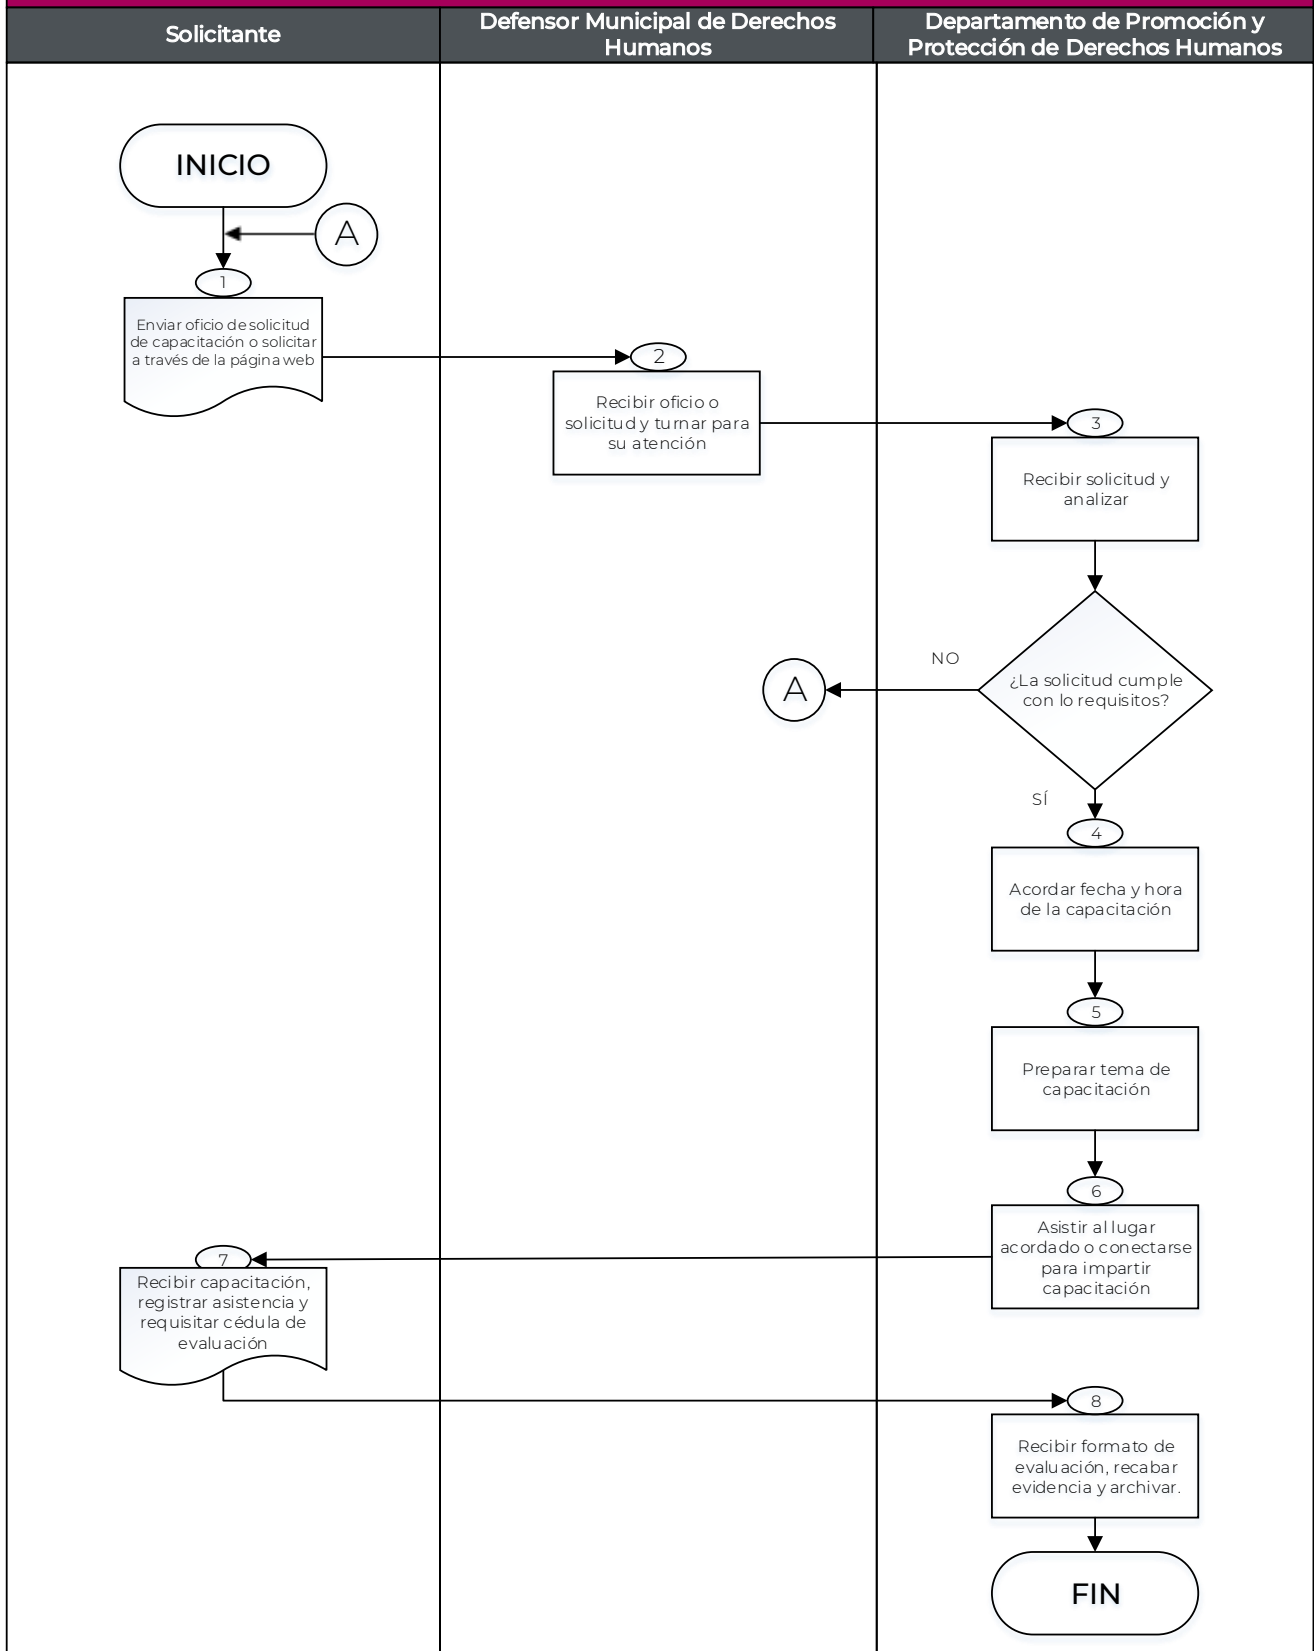 Solicitante
Defensor Municipal de Derechos
Humanos
Departamento de Promoción y
Protección de Derechos Humanos
INICIO
A
1
Enviar oficio de solicitud
de capacitación o solicitar
a través de la página web
2
Recibir oficio o
solicitud y turnar para
su atención
3
Recibir solicitud y
analizar
¿La solicitud cumple
con lo requisitos?
NO
A
SÍ
4
Acordar fecha y hora
de la capacitación
5
Preparar tema de
capacitación
6
Asistir al lugar
acordado o conectarse
para impartir
capacitación
7
Recibir capacitación,
registrar asistencia y
requisitar cédula de
evaluación
8
Recibir formato de
evaluación, recabar
evidencia y archivar.
FIN